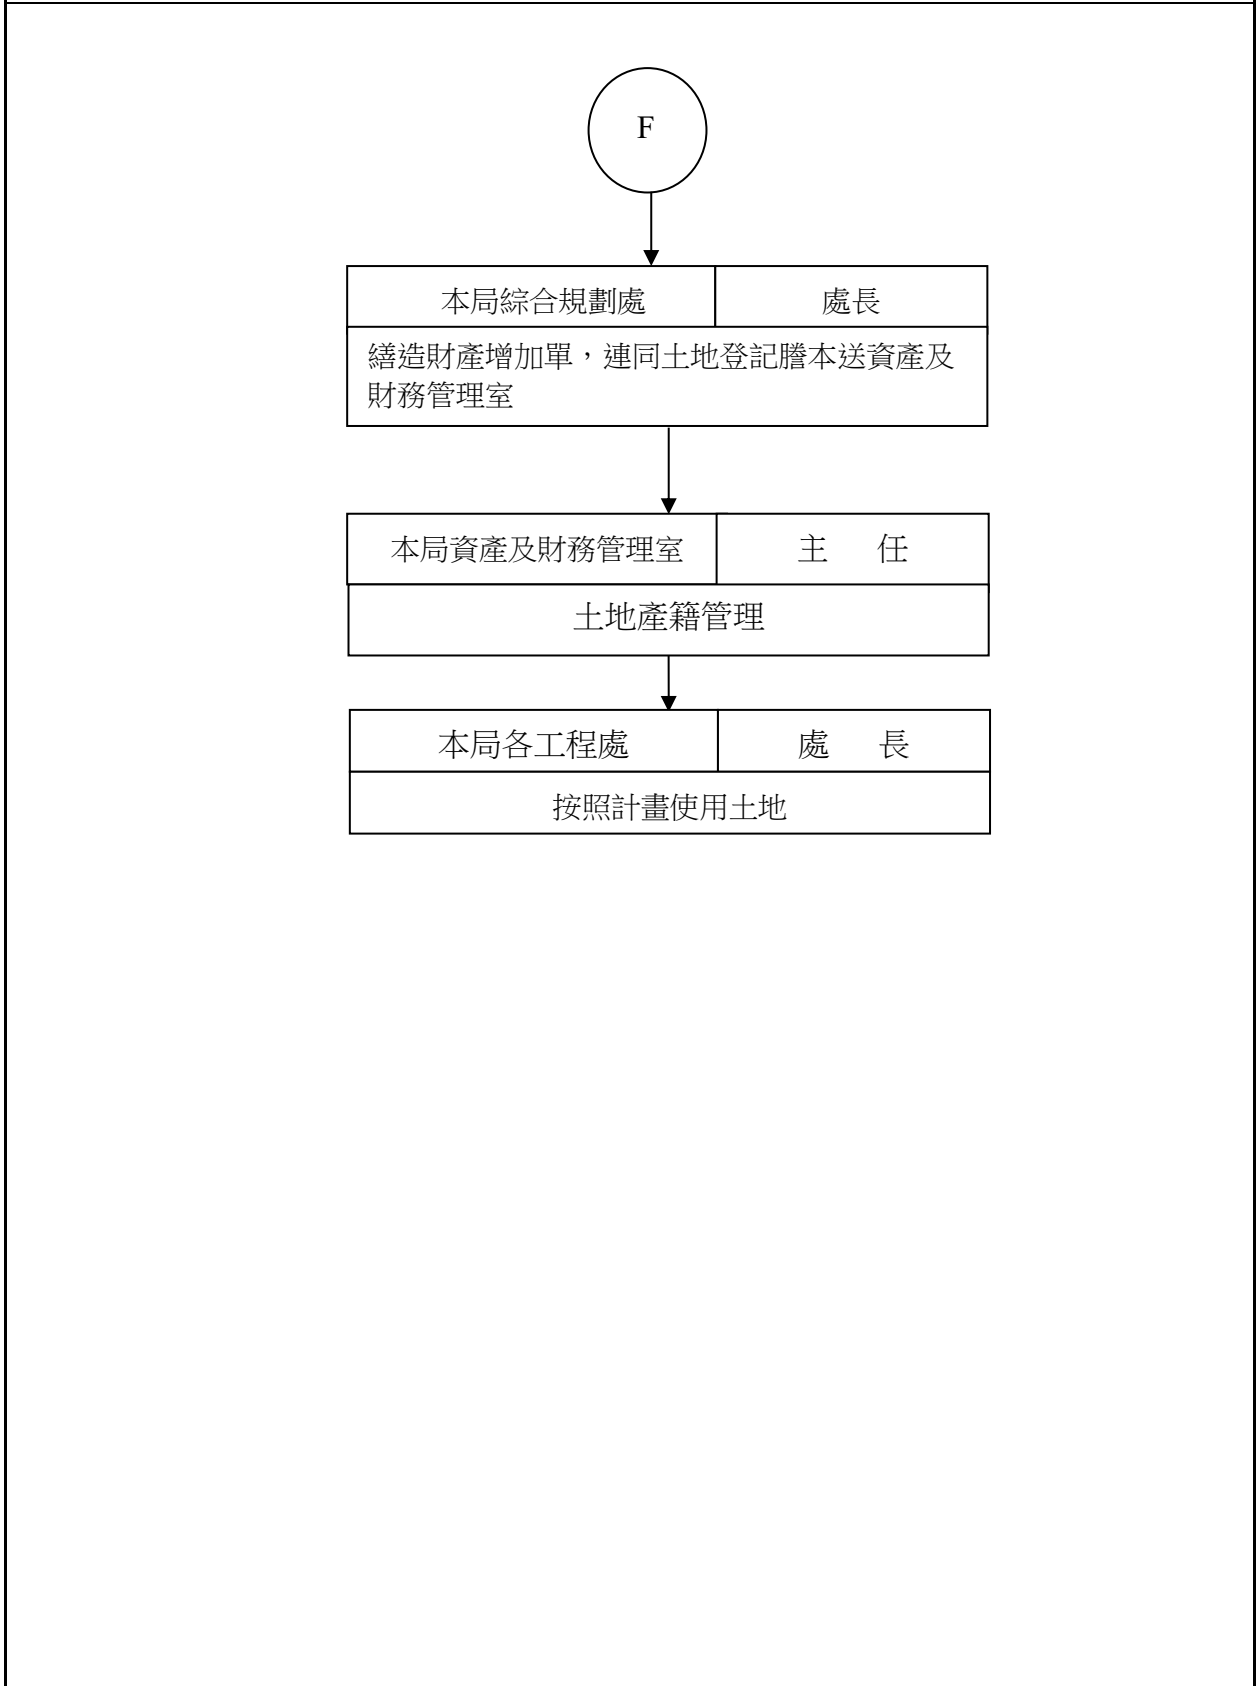 F
本局綜合規劃處 處長
繕造財產增加單，連同土地登記謄本送資產及
財務管理室
本局資產及財務管理室 主 任
土地產籍管理
本局各工程處 處 長
按照計畫使用土地